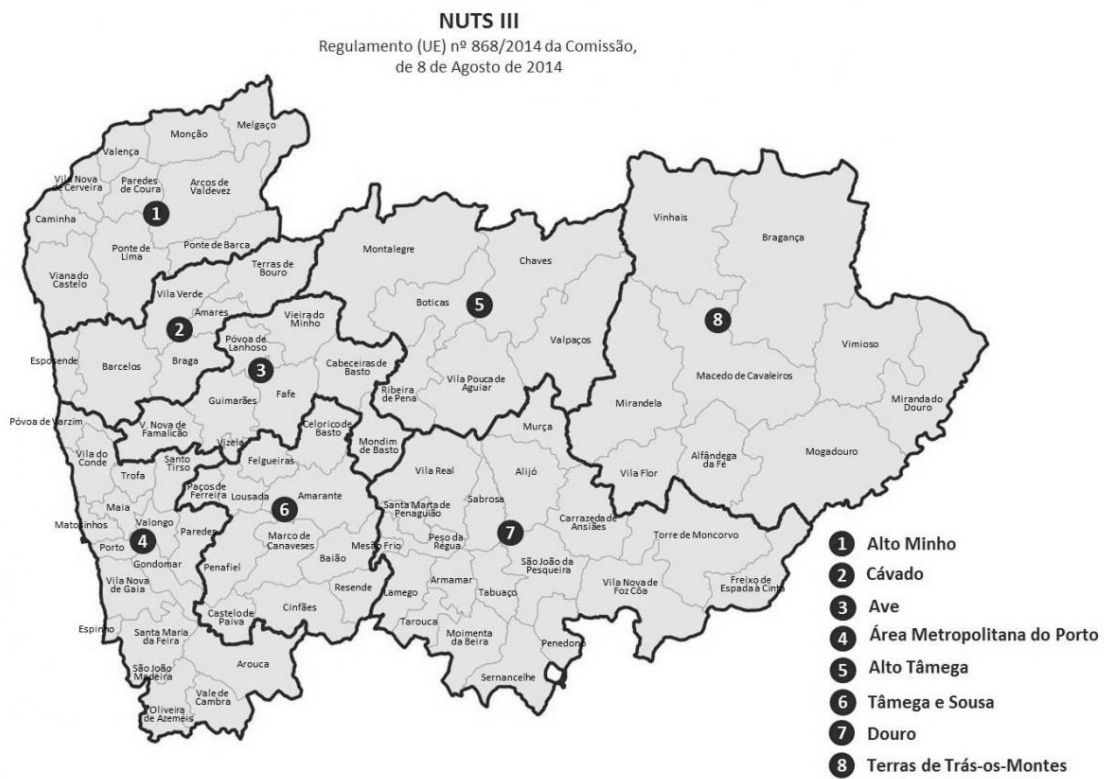 NUTS III
Regulamento (UE) nº 868/2014 da Comissão,
de 8 de Agosto de 2014
Melgaço
Monção
Valença
Vila Nova
de Cerveira
Paredes
de Coura
Arcos de
Valdevez
1
Caminha
Ponte de
Lima
Ponte de Barca
Viana do
Castelo
Terras de
Bouro
Vila Verde
Amares
2
Esposende
Barcelos
Braga
Vieira do
Minho
Póvoa de
Lanhoso
3
Cabeceiras de
Basto
Guimarães
Fafe
V. Nova de
Famalicão
Vizela
Montalegre
Chaves
Boticas
5
Valpaços
Vila Pouca de
Aguiar
Ribeira
de Pena
Vinhais
Bragança
8
Vimioso
Macedo de Cavaleiros
Miranda do
Douro
Mirandela
Mogadouro
Alfândega
da Fé
Vila Flor
Póvoa de Varzim
Vila do
Conde
Santo
Tirso
Trofa
Maia
Matosinhos
Valongo
Paredes
Porto
4
Gondomar
Vila Nova
de Gaia
Espinho
Santa Maria
da Feira
Arouca
São João
Madeira
Vale de
Cambra
Oliveira
de Azeméis
Celorico de
Basto
Mondim
de Basto
Felgueiras
Paços de
Ferreira
Lousada
Amarante
6
Marco de
Canaveses
Penafiel
Baião
Mesão Frio
Resende
Cinfães
Castelo de
Paiva
Murça
Vila Real
Alijó
Sabrosa
Santa Marta de
Penaguião
Carrazeda de
Ansiães
Peso da
Régua
7
Torre de Moncorvo
São João da
Pesqueira
Armamar
Lamego
Tabuaço
Vila Nova de
Foz Côa
Freixo de
Espada à Cinta
Tarouca
Moimenta
da Beira
Penedono
Sernancelhe
1 Alto Minho
2 Cávado
3 Ave
4 Área Metropolitana do Porto
5 Alto Tâmega
6 Tâmega e Sousa
7 Douro
8 Terras de Trás-os-Montes